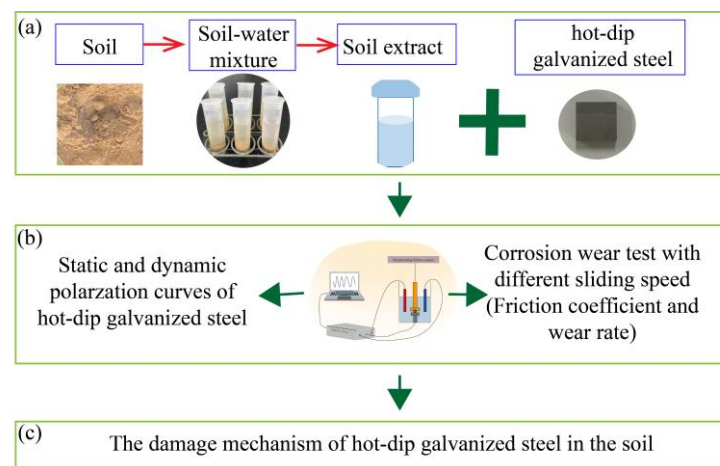 (a)
Soil
Soil-water
mixture
Soil extract
hot-dip
galvanized steel
(b)
Static and dynamic
polarzation curves of
hot-dip galvanized steel
Corrosion wear test with
different sliding speed
(Friction coefficient and
wear rate)
(c)
The damage mechanism of hot-dip galvanized steel in the soil